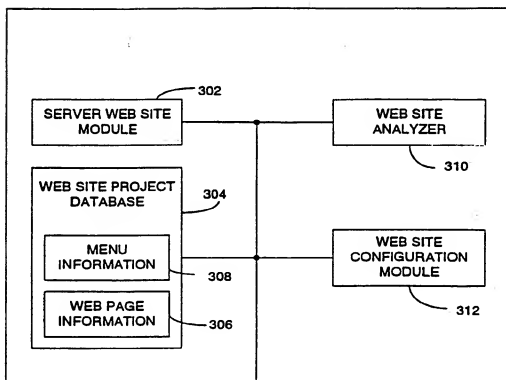 302
SERVER WEB SITE
MODULE
WEB SITE
ANALYZER
310
WEB SITE PROJECT
DATABASE
304
MENU
INFORMATION
308
WEB PAGE
INFORMATION
306
WEB SITE
CONFIGURATION
MODULE
312